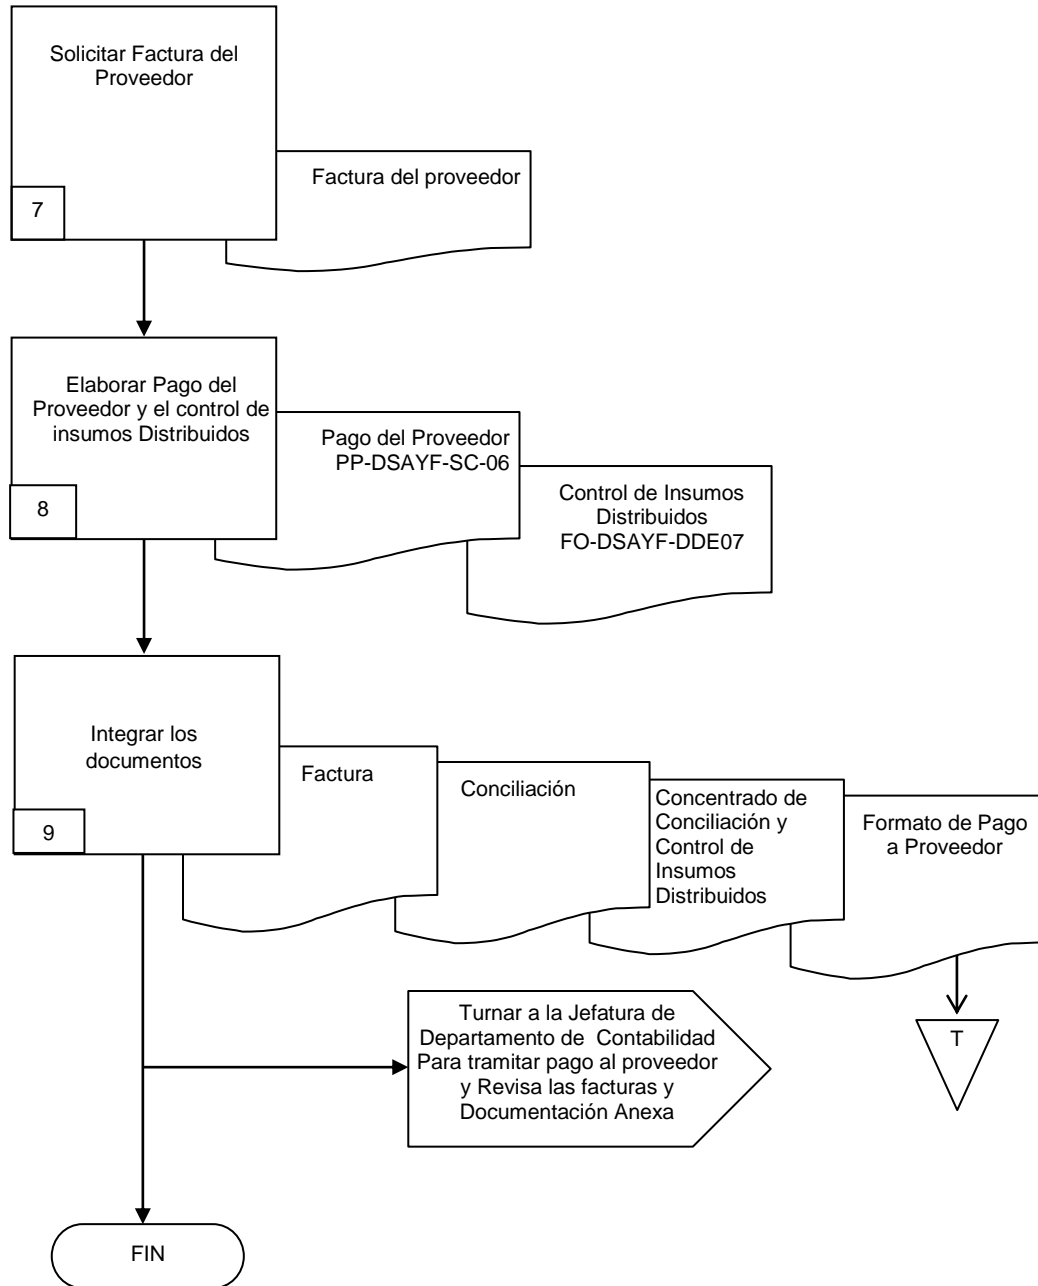 Solicitar Factura del
Proveedor
7
Factura del proveedor
Elaborar Pago del
Proveedor y el control de
insumos Distribuidos
8
Pago del Proveedor
PP-DSAYF-SC-06
Control de Insumos
Distribuidos
FO-DSAYF-DDE07
Integrar los
documentos
9
Factura
Conciliación
Concentrado de
Conciliación y
Control de
Insumos
Distribuidos
Formato de Pago
a Proveedor
Turnar a la Jefatura de
Departamento de Contabilidad
Para tramitar pago al proveedor
y Revisa las facturas y
Documentación Anexa
T
FIN